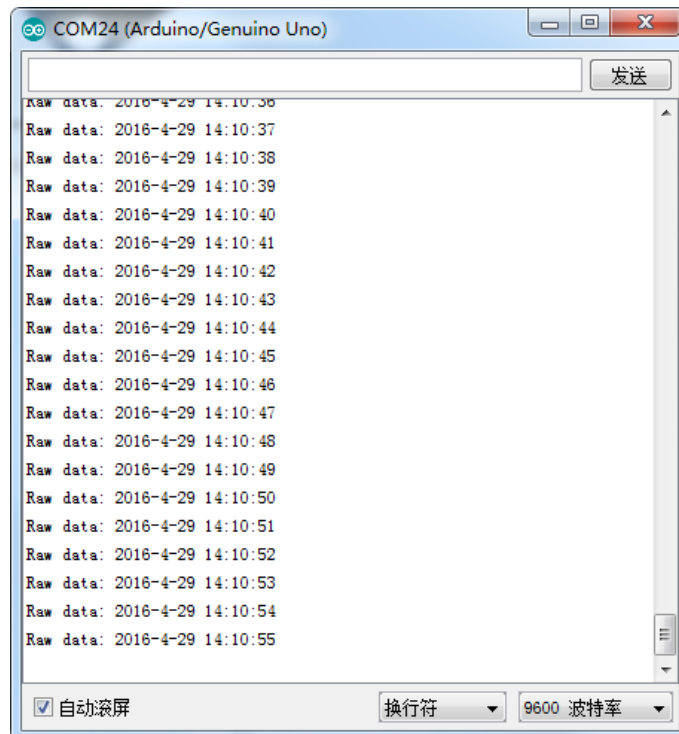 COM24 (Arduino/Genuino Uno)
发送
Raw data: 2016-4-29 14:10:36
Raw data: 2016-4-29 14:10:37
Raw data: 2016-4-29 14:10:38
Raw data: 2016-4-29 14:10:39
Raw data: 2016-4-29 14:10:40
Raw data: 2016-4-29 14:10:41
Raw data: 2016-4-29 14:10:42
Raw data: 2016-4-29 14:10:43
Raw data: 2016-4-29 14:10:44
Raw data: 2016-4-29 14:10:45
Raw data: 2016-4-29 14:10:46
Raw data: 2016-4-29 14:10:47
Raw data: 2016-4-29 14:10:48
Raw data: 2016-4-29 14:10:49
Raw data: 2016-4-29 14:10:50
Raw data: 2016-4-29 14:10:51
Raw data: 2016-4-29 14:10:52
Raw data: 2016-4-29 14:10:53
Raw data: 2016-4-29 14:10:54
Raw data: 2016-4-29 14:10:55
自动滚屏 换行符 9600 波特率